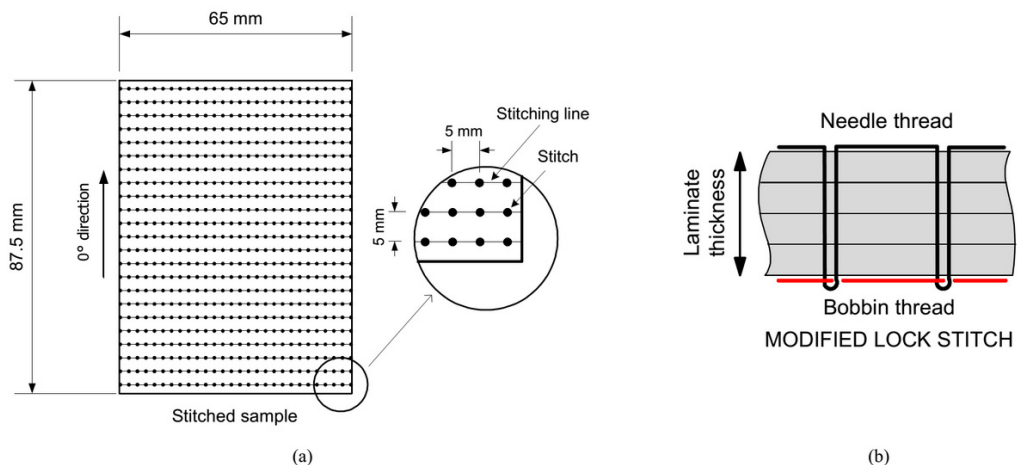 65 mm
87.5 mm
0º direction
Stitched sample
5 mm
5 mm
Stitching line
Stitch
(a)
Needle thread
Laminate
thickness
Bobbin thread
MODIFIED LOCK STITCH
(b)